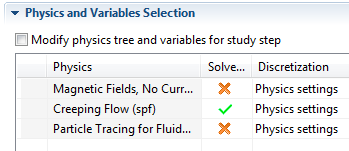 Physics and Variables Selection
Modify physics tree and variables for study step
Physics Solve... Discretization
Magnetic Fields, No Curr... Physics settings
Creeping Flow (spf) Physics settings
Particle Tracing for Fluid... Physics settings